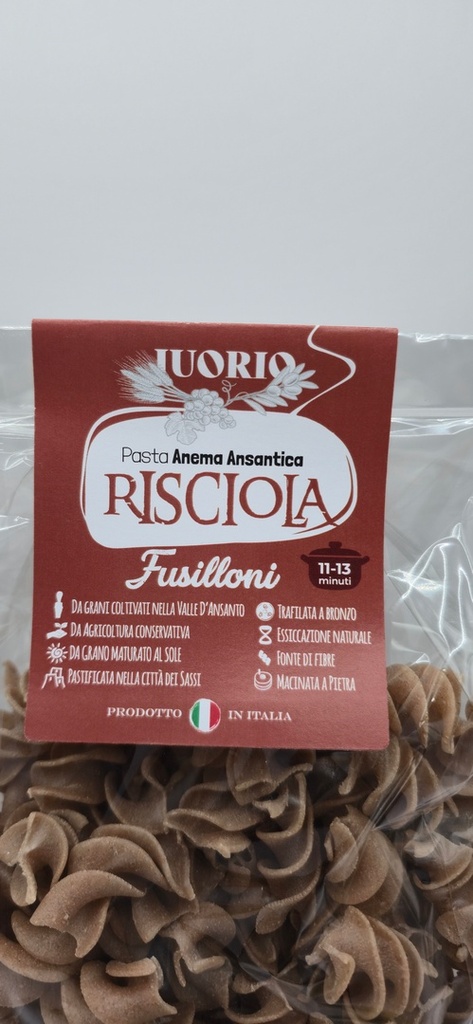 IUORIO
Pasta Anema Ansantica
RISCIOLA
Fusilloni
11-13
minuti
Da grani coltivati nella Valle D'Ansanto
Da Agricoltura conservativa
Da grano maturato al sole
Pastificata nella città dei Sassi
Trafilata a bronzo
Essiccazione naturale
Fonte di fibre
Macinata a Pietra
PRODOTTO IN ITALIA